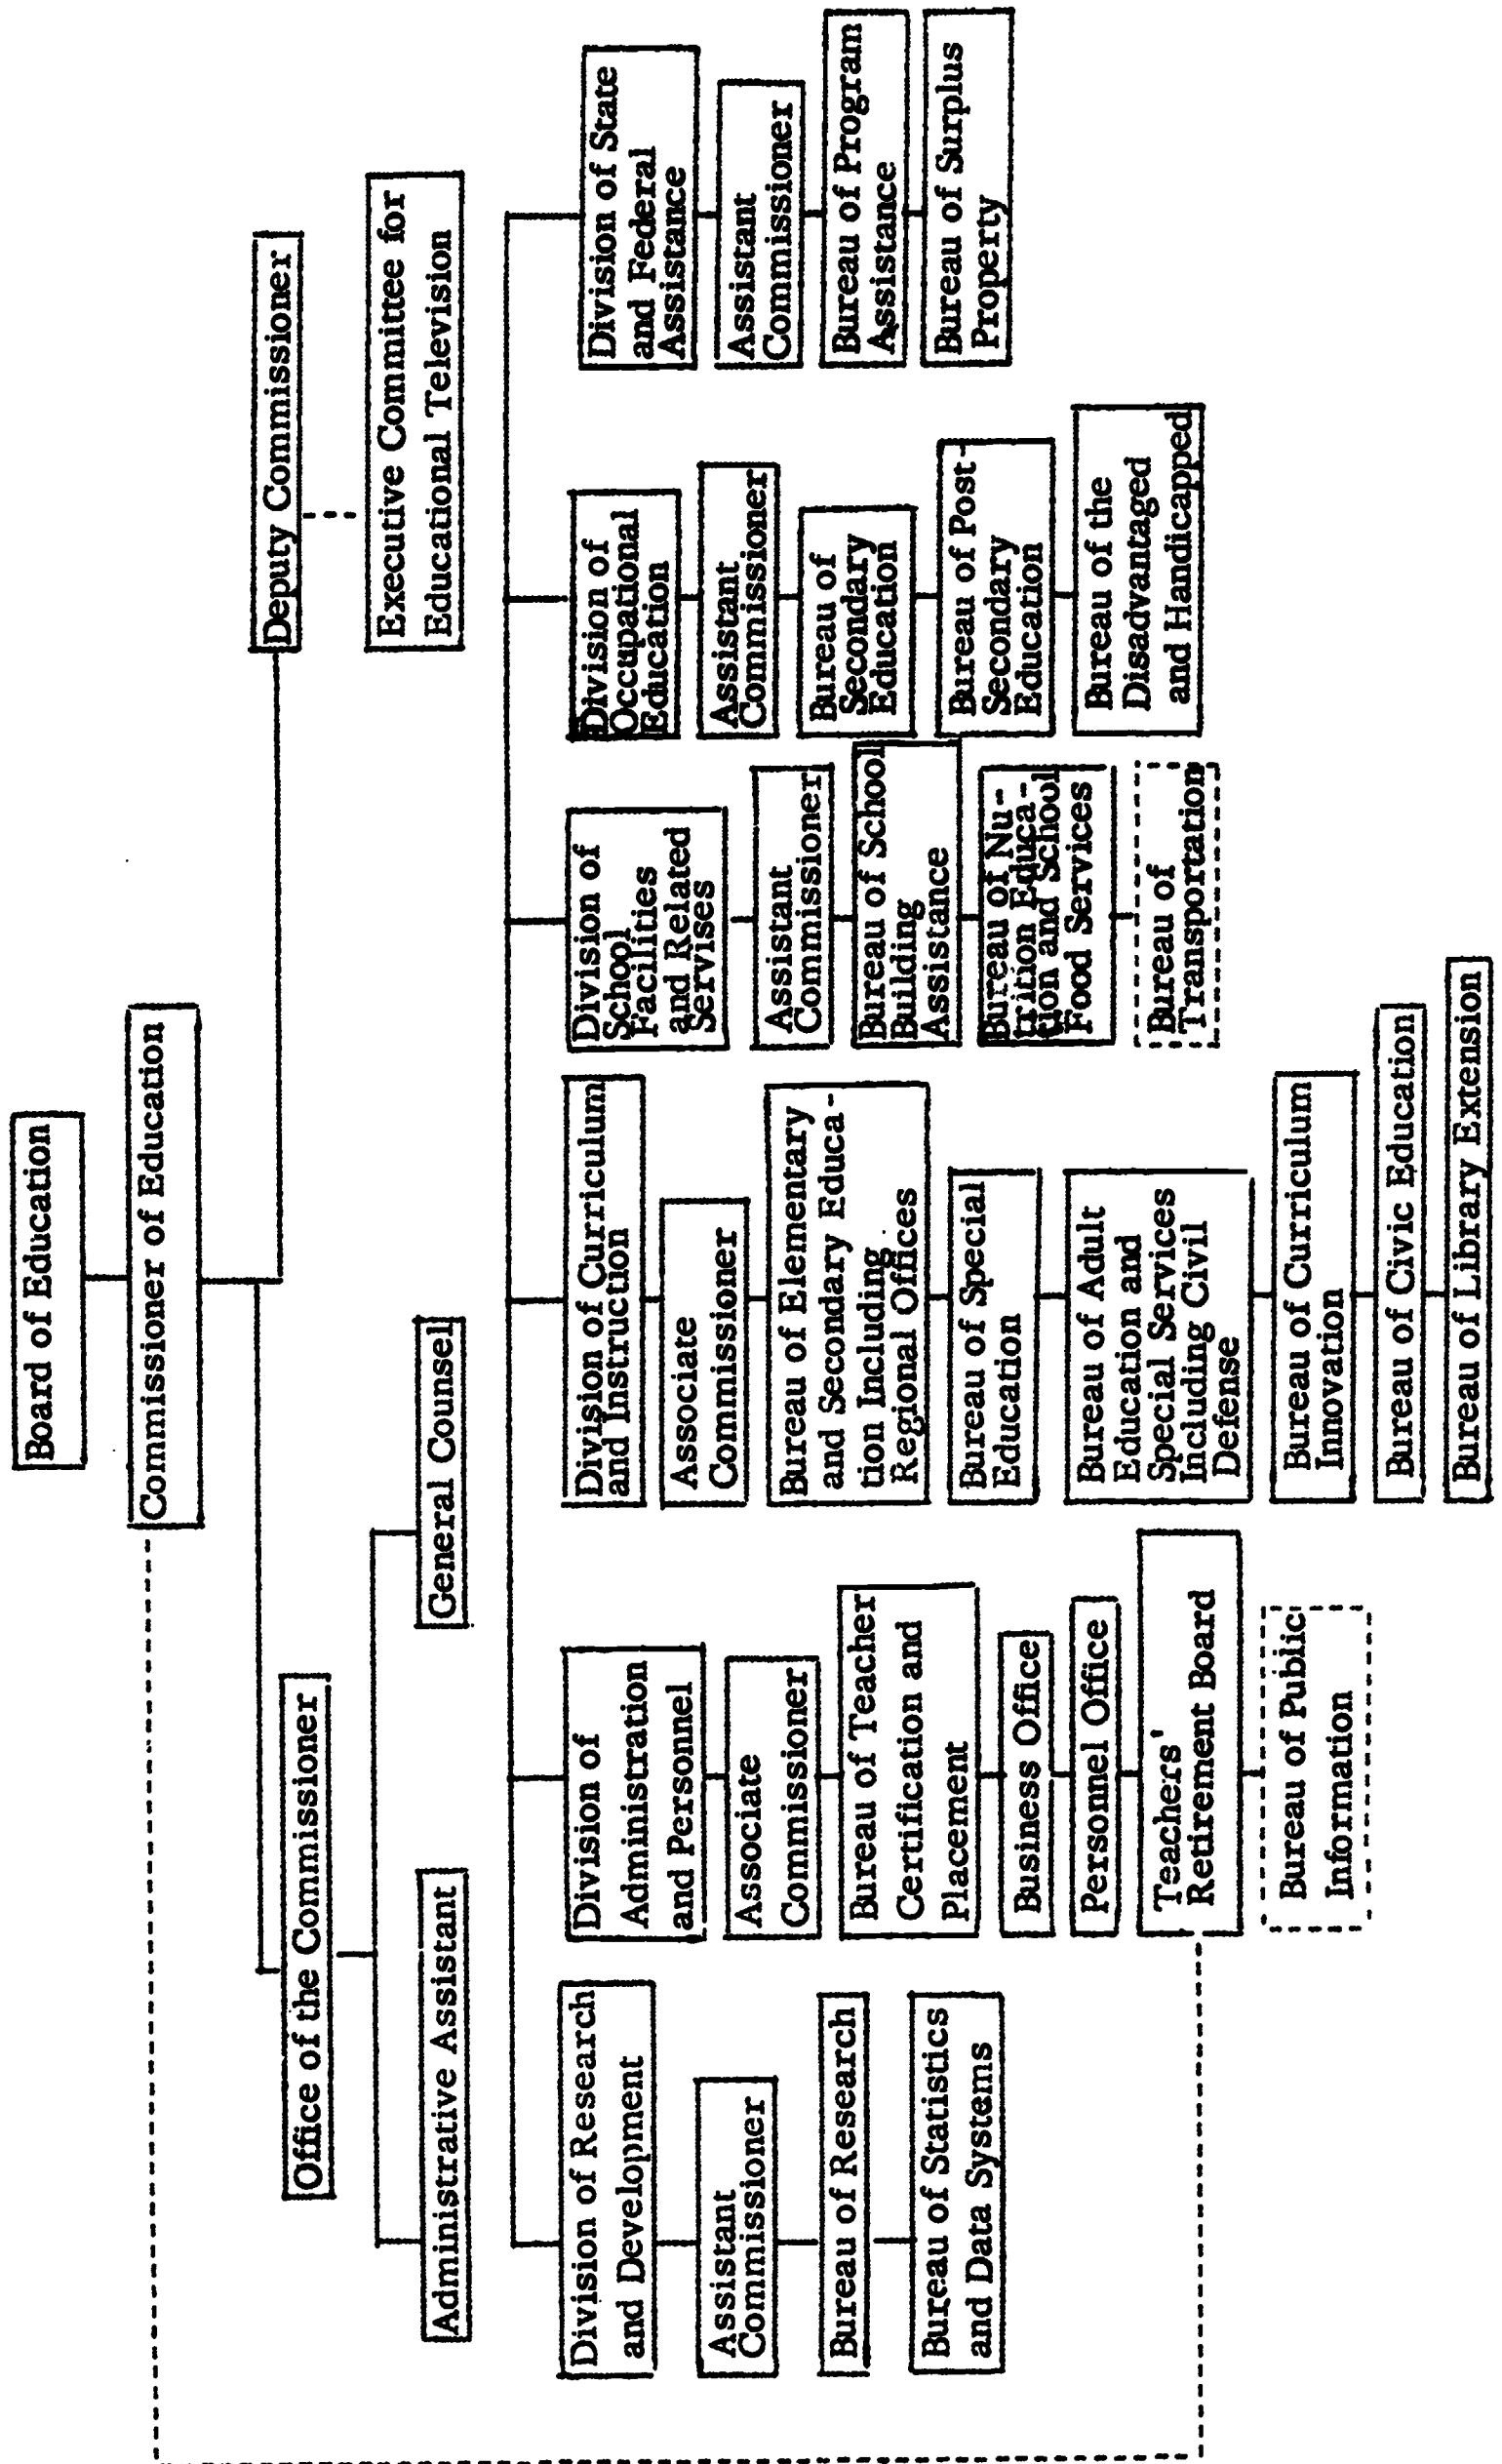 Board of Education
Commissioner of Education
Office of the Commissioner
Deputy Commissioner
Administrative Assistant
General Counsel
Executive Committee for
Educational Television
Division of Research
and Development
Assistant
Commissioner
Bureau of Research
Bureau of Statistics
and Data Systems
Division of
Administration
and Personnel
Associate
Commissioner
Bureau of Teacher
Certification and
Placement
Business Office
Personnel Office
Teachers'
Retirement Board
Bureau of Public
Information
Division of Curriculum
and Instruction
Associate
Commissioner
Bureau of Elementary
and Secondary Educa-
tion Including
Regional Offices
Bureau of Special
Education
Bureau of Adult
Education and
Special Services
Including Civil
Defense
Bureau of Curriculum
Innovation
Bureau of Civic Education
Bureau of Library Extension
Division of
School
Facilities
and Related
Servises
Assistant
Commissioner
Bureau of School
Building
Assistance
Bureau of Nu-
trition Educa-
tion and School
Food Services
Bureau of
Transportation
Division of
Occupational
Education
Assistant
Commissioner
Bureau of
Secondary
Education
Bureau of Post-
Secondary
Education
Bureau of the
Disadvantaged
and Handicapped
Division of State
and Federal
Assistance
Assistant
Commissioner
Bureau of Program
Assistance
Bureau of Surplus
Property